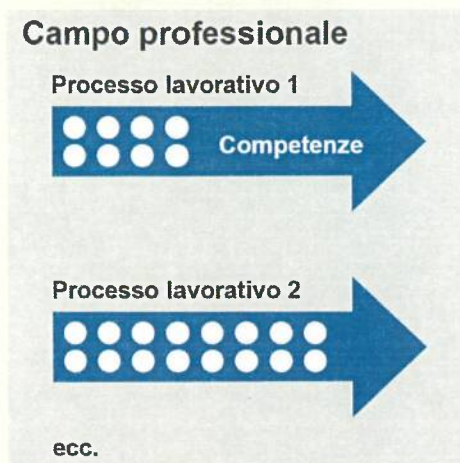 Campo professionale
Processo lavorativo 1
Competenze
Processo lavorativo 2
ecc.